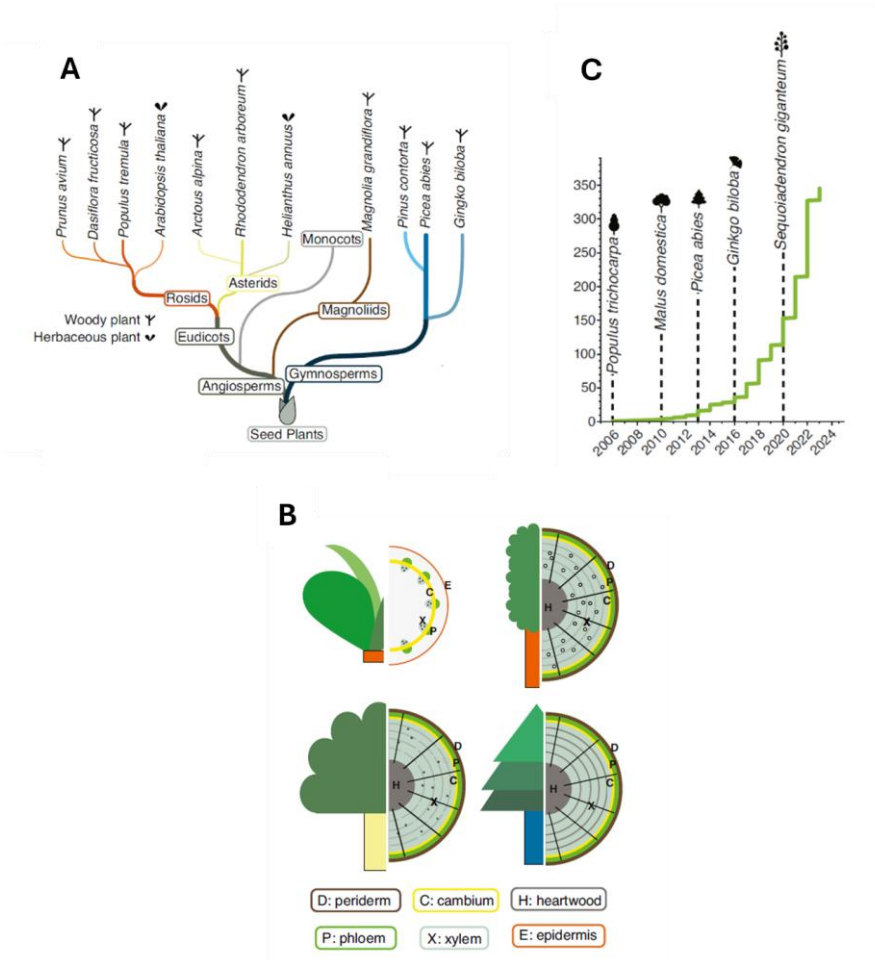 A
Prunus avium
Dasiflora fructicosa
Populus tremula
Arabidopsis thaliana
Arctous alpina
Rhododendron arboreum
Helianthus annuus
Monocots
Magnolia grandiflora
Pinus contorta
Picea abies
Gingko biloba
Asterids
Rosids
Magnoliids
Woody plant
Herbaceous plant
Eudicots
Gymnosperms
Angiosperms
Seed Plants
C
Populus trichocarpa
Malus domestica
Picea abies
Ginkgo biloba
Sequoiadendron giganteum
350
300
250
200
150
100
50
0
2006 2008 2010 2012 2014 2016 2018 2020 2022 2024
B
E
C
X
P
D
P
C
H
X
D
P
C
H
X
D
P
C
H
X
D: periderm C: cambium H: heartwood
P: phloem X: xylem E: epidermis